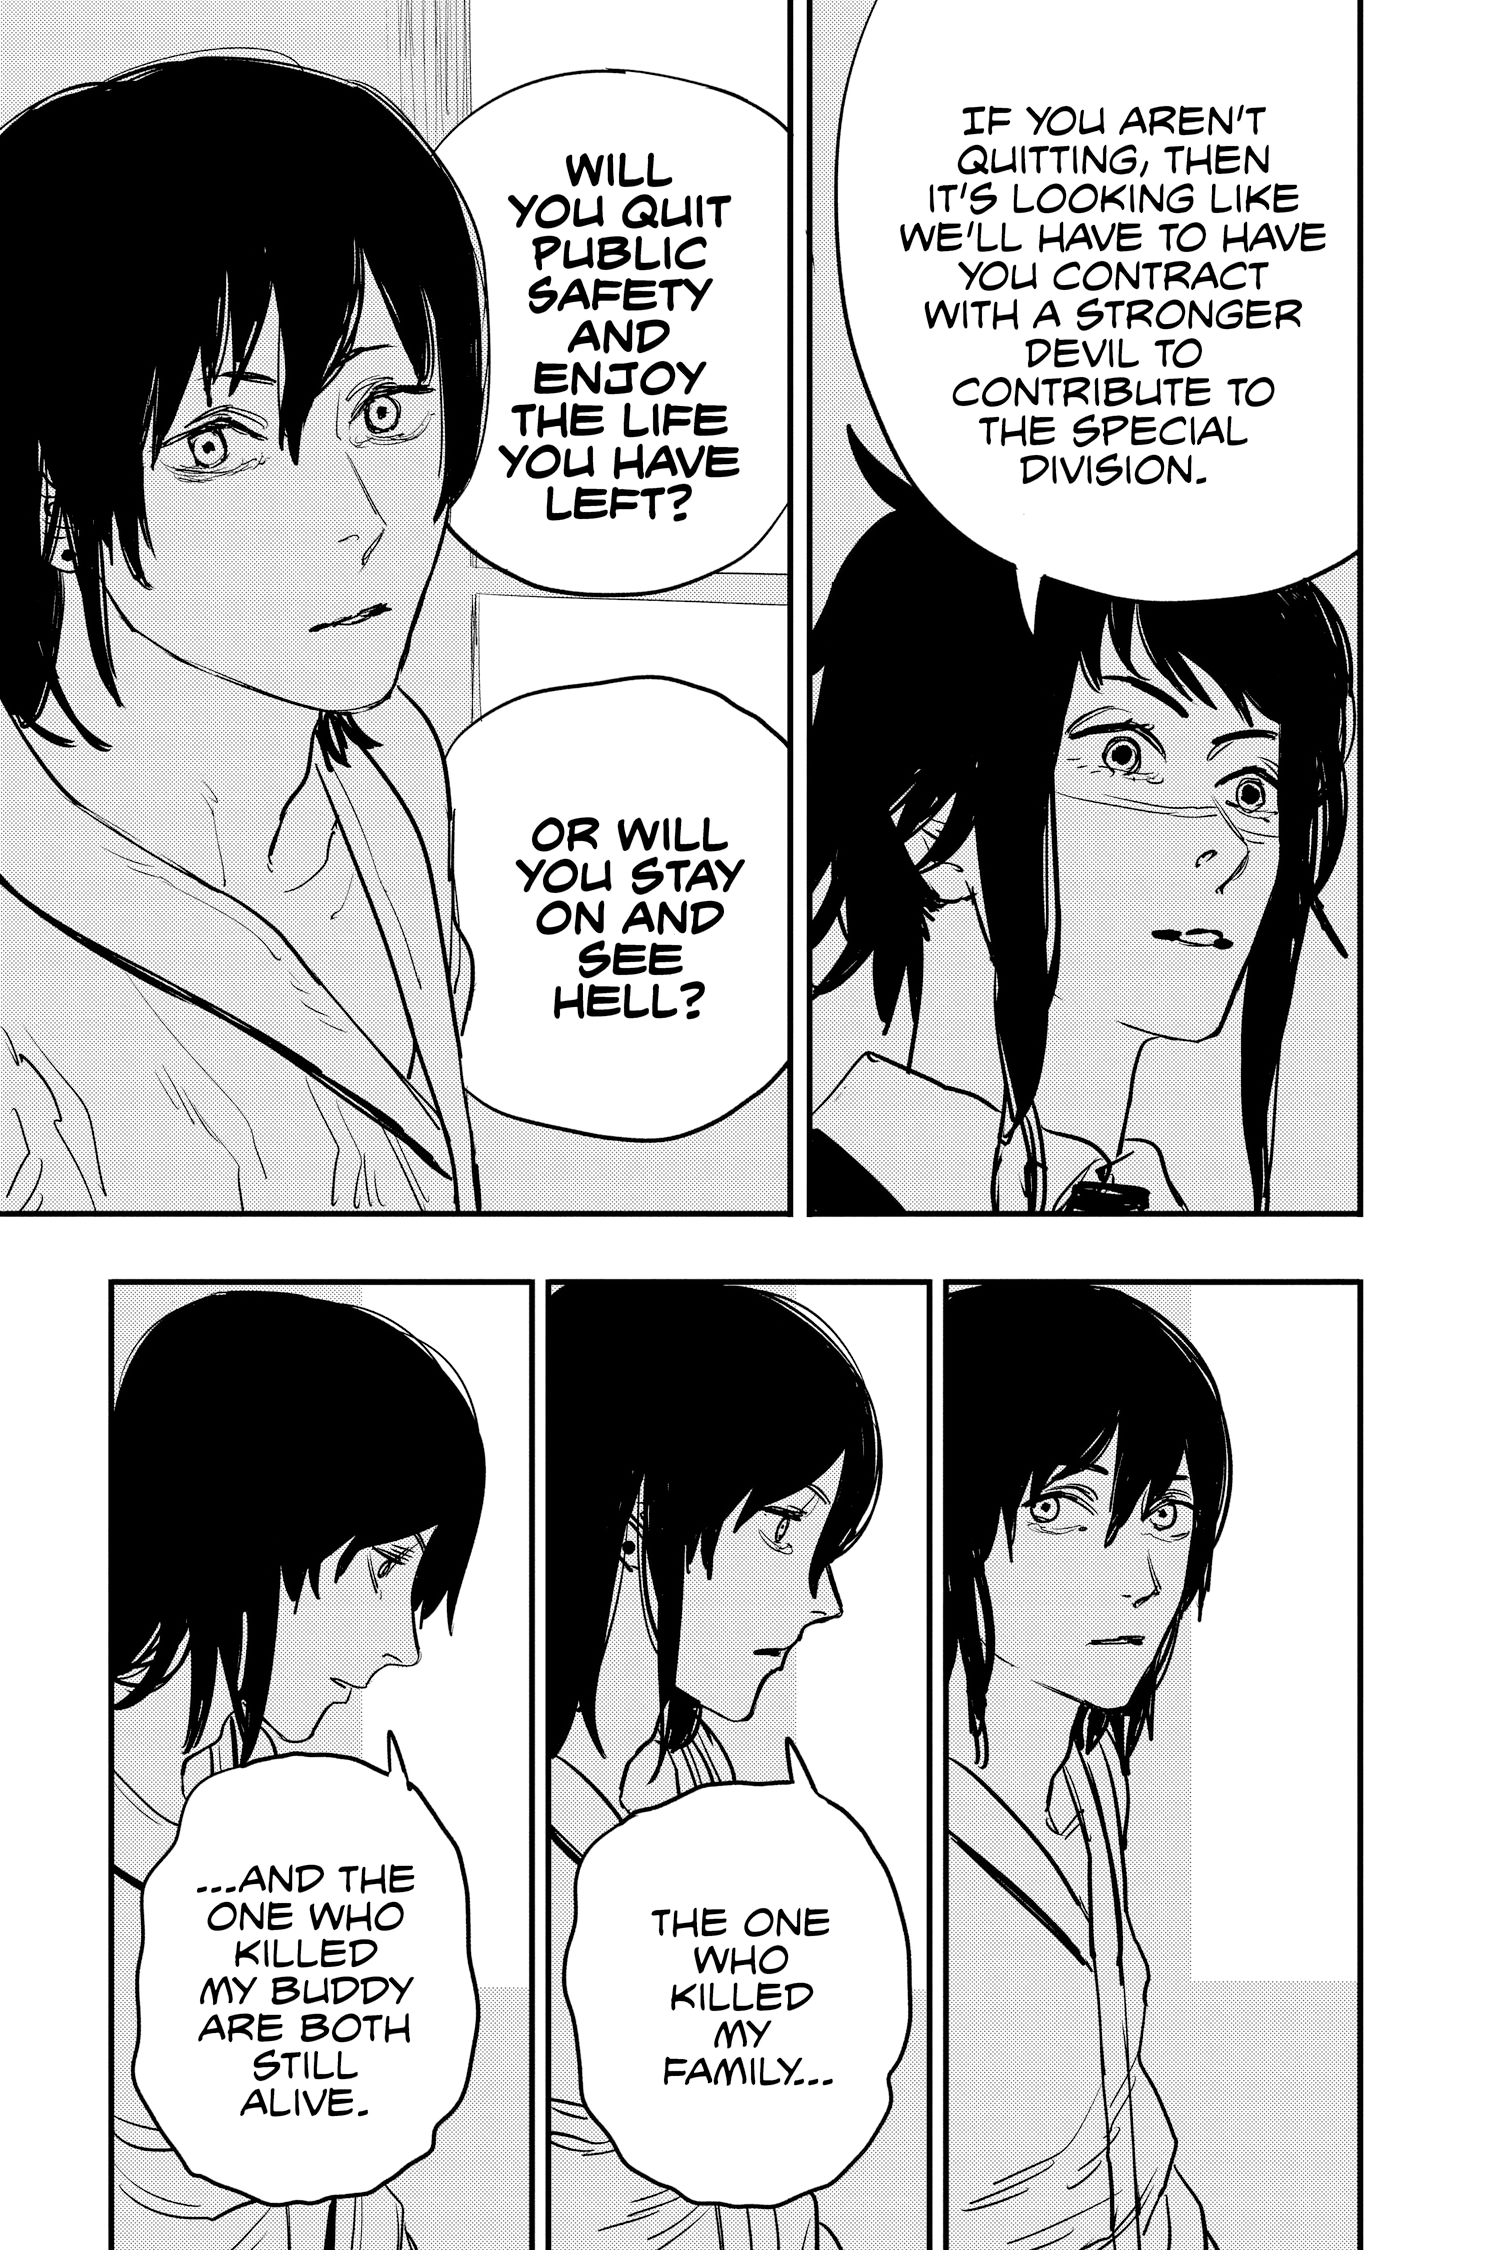 IF YOU AREN'T
QUITTING, THEN
IT'S LOOKING LIKE
WE'LL HAVE TO HAVE
YOU CONTRACT
WITH A STRONGER
DEVIL TO
CONTRIBUTE TO
THE SPECIAL
DIVISION.
WILL
YOU QUIT
PUBLIC
SAFETY
AND
ENJOY
THE LIFE
YOU HAVE
LEFT?
OR WILL
YOU STAY
ON AND
SEE
HELL?
THE ONE
WHO
KILLED
MY
FAMILY...
...AND THE
ONE WHO
KILLED
MY BUDDY
ARE BOTH
STILL
ALIVE.